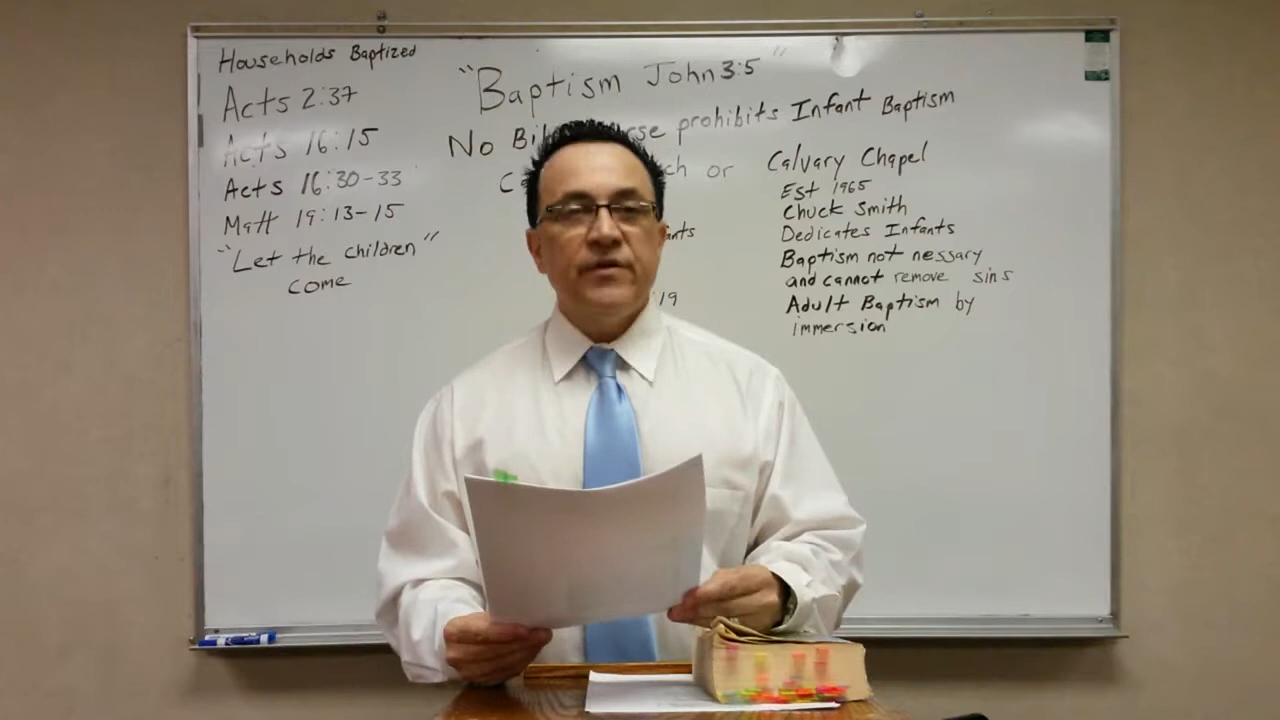 Households Baptized
Acts 2:37
Acts 16:15
Acts 16:30-33
Matt 19:13-15
"Let the children"
come
"Baptism John 3:5"
No prohibits Infant Baptism
or
Calvary Chapel
Est 1965
Chuck Smith
Dedicates Infants
Baptism not nessary
and cannot remove sins
Adult Baptism by
immersion